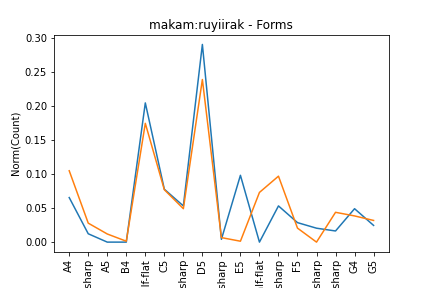 makam:ruyiirak - Forms
Norm(Count)
0.30
0.25
0.20
0.15
0.10
0.05
0.00
A4
sharp
A5
B4
lf-flat
C5
sharp
D5
sharp
E5
lf-flat
sharp
F5
sharp
sharp
G4
G5